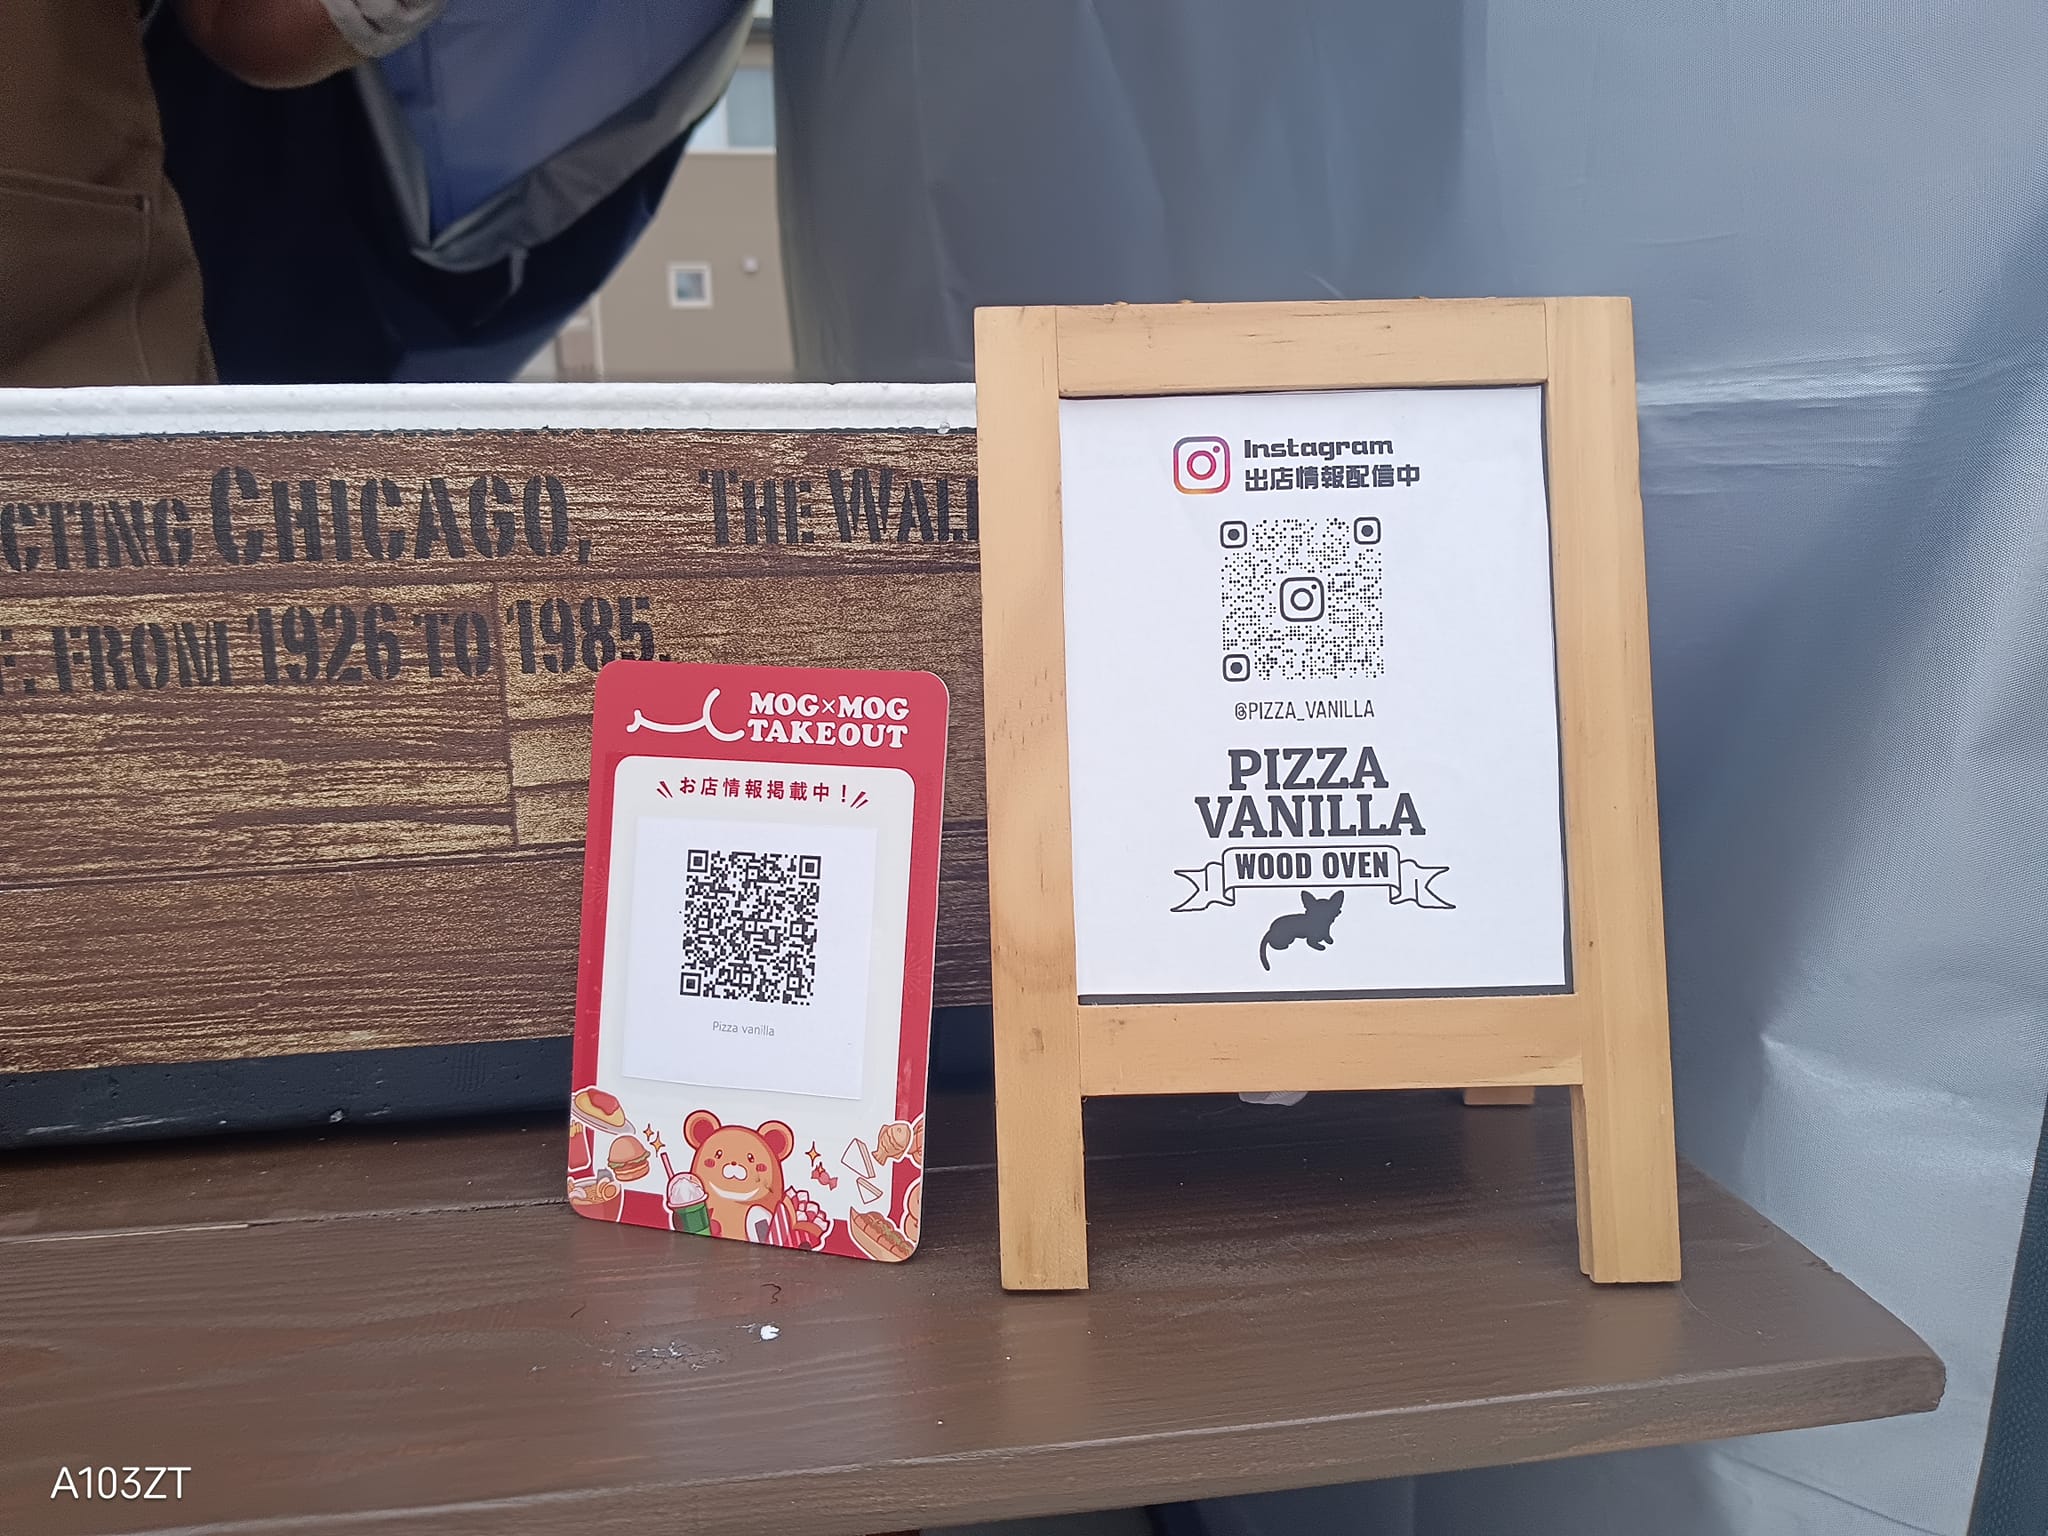 CTING CHICAGO,
THE WAL
FROM 1926 TO 1985,
MOG×MOG
TAKEOUT
お店情報掲載中！
Pizza vanilla
Instagram
出店情報配信中
@PIZZA_VANILLA
PIZZA
VANILLA
WOOD OVEN
A103ZT